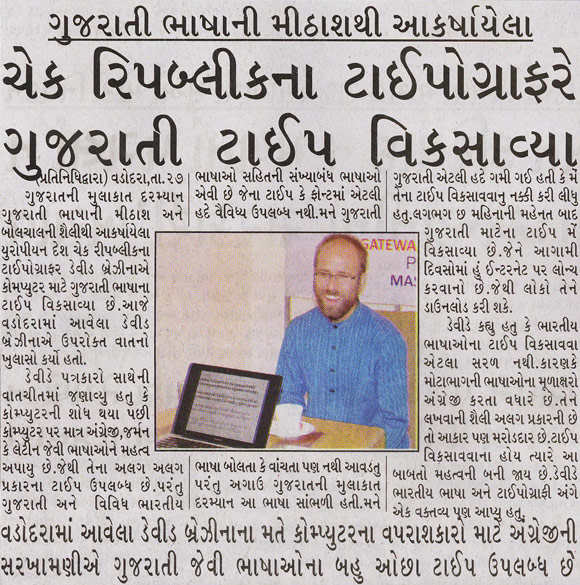 ગુજરાતી ભાષાની મીઠાશથી આકર્ષાયેલા
ચેક રિપબ્લીકના ટાઈપોગ્રાફરે
ગુજરાતી ટાઈપ વિકસાવ્યા
(પ્રતિનિધિદ્વારા) વડોદરા,તા.૨૭
ગુજરાતની મુલાકાત દરમ્યાન
ગુજરાતી ભાષાની મીઠાશ અને
બોલચાલની શૈલીથી આકર્ષાયેલા
યુરોપીયન દેશ ચેક રીપબ્લીકના
ટાઈપોગ્રાફર ડેવીડ બ્રેઝીનાએ
કોમ્પ્યુટર માટે ગુજરાતી ભાષાના
ટાઈપ વિકસાવ્યા છે.આજે
વડોદરામાં આવેલા ડેવીડ
બ્રેઝીનાએ ઉપરોક્ત વાતનો
ખુલાસો કર્યો હતો.
ડેવીડે પત્રકારો સાથેની
વાતચીતમાં જણાવ્યુ હતુ કે
કોમ્પ્યુટરની શોધ થયા પછી
કોમ્પ્યુટર પર માત્ર અંગ્રેજી,જર્મન
કે લેટીન જેવી ભાષાઓને મહત્વ
અપાયુ છે.જેથી તેના અલગ અલગ
પ્રકારના ટાઈપ ઉપલબ્ધ છે.પરંતુ
ગુજરાતી અને વિવિધ ભારતીય
ભાષાઓ સહિતની સંખ્યાબંધ ભાષાઓ
એવી છે જેના ટાઈપ કે ફોન્ટમાં એટલી
હદે વૈવિધ્ય ઉપલબ્ધ નથી.મને ગુજરાતી
GATEWA
P
MAS
ભાષા બોલતા કે વાંચતા પણ નથી આવડતુ
પરંતુ અગાઉ ગુજરાતની મુલાકાત
દરમ્યાન આ ભાષા સાંભળી હતી.મને
ગુજરાતી એટલી હદે ગમી ગઈ હતી કે મેં
તેના ટાઈપ વિકસાવવાનુ નક્કી કરી લીધુ
હતુ.લગભગ છ મહિનાની મહેનત બાદ
ગુજરાતી માટેના ટાઈપ મેં
વિકસાવ્યા છે.જેને આગામી
દિવસોમાં હું ઈન્ટરનેટ પર લોન્ચ
કરવાનો છે.જેથી લોકો તેને
ડાઉનલોડ કરી શકે.
ડેવીડે કહ્યુ હતુ કે ભારતીય
ભાષાઓના ટાઈપ વિકસાવવા
એટલા સરળ નથી.કારણકે
મોટાભાગની ભાષાઓના મૂળાક્ષરો
અંગ્રેજી કરતા વધારે છે.તેને
લખવાની શૈલી અલગ પ્રકારની છે
તો આકાર પણ મરોડદાર છે.ટાઈપ
વિકસાવવાના હોય ત્યારે આ
બાબતો મહત્વની બની જાય છે.ડેવીડે
ભારતીય ભાષા અને ટાઈપોગ્રાફી અંગે
એક વક્તવ્ય પણ આપ્યુ હતુ.
વડોદરામાં આવેલા ડેવીડ બ્રેઝીનાના મતે કોમ્પ્યુટરના વપરાશકારો માટે અંગ્રેજીની
સરખામણીએ ગુજરાતી જેવી ભાષાઓના બહુ ઓછા ટાઈપ ઉપલબ્ધ છે